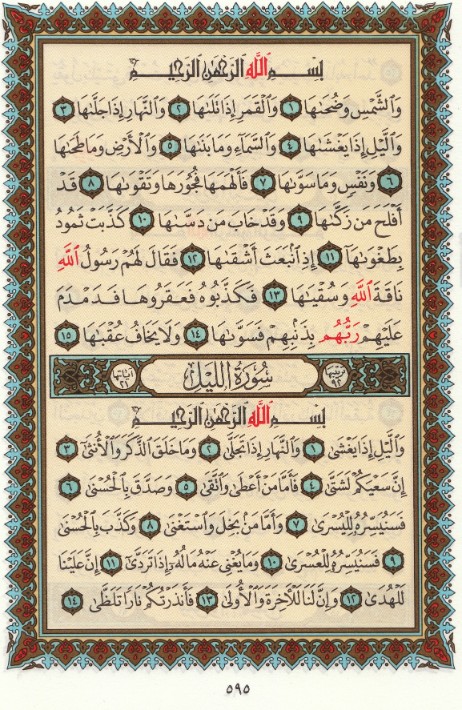 بِسْمِ ٱللَّهِ ٱلرَّحْمَٰنِ ٱلرَّحِيمِ
وَٱلشَّمْسِ وَضُحَىٰهَا ١ وَٱلْقَمَرِ إِذَا تَلَىٰهَا ٢ وَٱلنَّهَارِ إِذَا جَلَّىٰهَا ٣
وَٱلَّيْلِ إِذَا يَغْشَىٰهَا ٤ وَٱلسَّمَآءِ وَمَا بَنَىٰهَا ٥ وَٱلْأَرْضِ وَمَا طَحَىٰهَا
٦ وَنَفْسٍ وَمَا سَوَّىٰهَا ٧ فَأَلْهَمَهَا فُجُورَهَا وَتَقْوَىٰهَا ٨ قَدْ
أَفْلَحَ مَن زَكَّىٰهَا ٩ وَقَدْ خَابَ مَن دَسَّىٰهَا ١٠ كَذَّبَتْ ثَمُودُ
بِطَغْوَىٰهَآ ١١ إِذِ ٱنۢبَعَثَ أَشْقَىٰهَا ١٢ فَقَالَ لَهُمْ رَسُولُ ٱللَّهِ
نَاقَةَ ٱللَّهِ وَسُقْيَٰهَا ١٣ فَكَذَّبُوهُ فَعَقَرُوهَا فَدَمْدَمَ
عَلَيْهِمْ رَبُّهُم بِذَنۢبِهِمْ فَسَوَّىٰهَا ١٤ وَلَا يَخَافُ عُقْبَٰهَا ١٥
ترتيبها ٩٢ سُورَةُ اللَّيْلِ آياتها ٢١
بِسْمِ ٱللَّهِ ٱلرَّحْمَٰنِ ٱلرَّحِيمِ
وَٱلَّيْلِ إِذَا يَغْشَىٰ ١ وَٱلنَّهَارِ إِذَا تَجَلَّىٰ ٢ وَمَا خَلَقَ ٱلذَّكَرَ وَٱلْأُنثَىٰٓ ٣
إِنَّ سَعْيَكُمْ لَشَتَّىٰ ٤ فَأَمَّا مَنْ أَعْطَىٰ وَٱتَّقَىٰ ٥ وَصَدَّقَ بِٱلْحُسْنَىٰ ٦
فَسَنُيَسِّرُهُۥ لِلْيُسْرَىٰ ٧ وَأَمَّا مَنۢ بَخِلَ وَٱسْتَغْنَىٰ ٨ وَكَذَّبَ بِٱلْحُسْنَىٰ
٩ فَسَنُيَسِّرُهُۥ لِلْعُسْرَىٰ ١٠ وَمَا يُغْنِى عَنْهُ مَالُهُۥٓ إِذَا تَرَدَّىٰٓ ١١ إِنَّ عَلَيْنَا
لَلْهُدَىٰ ١٢ وَإِنَّ لَنَا لَلْءَاخِرَةَ وَٱلْأُولَىٰ ١٣ فَأَنذَرْتُكُمْ نَارًا تَلَظَّىٰ ١٤
٥٩٥